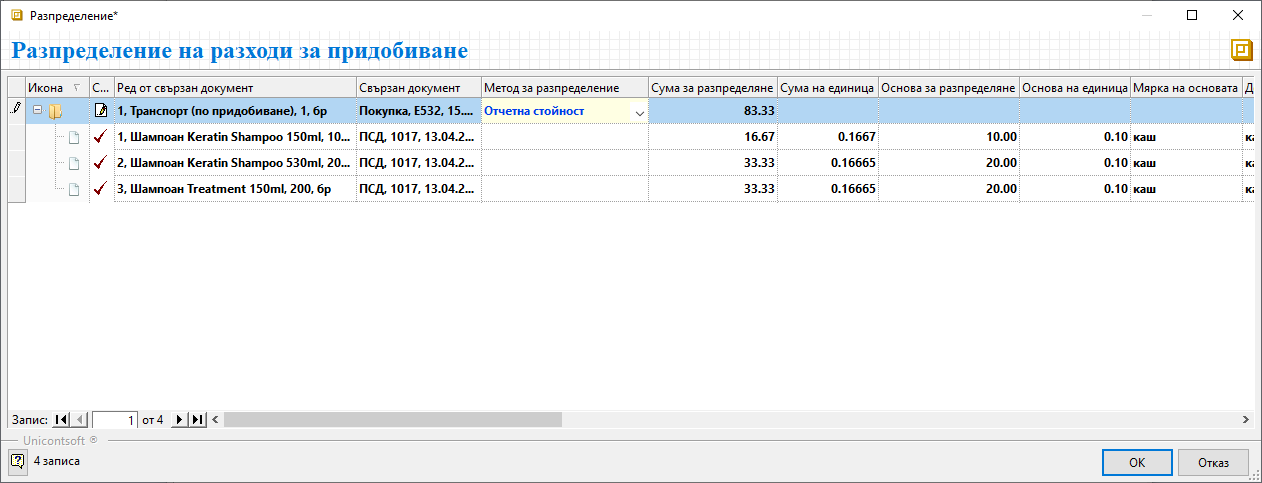 Разпределение*
Разпределение на разходи за придобиване
Икона С... Ред от свързан документ Свързан документ Метод за разпределение Сума за разпределяне Сума на единица Основа за разпределяне Основа на единица Мярка на основата Д
1, Транспорт (по придобиване), 1, бр Покупка, E532, 15.... Отчетна стойност 83.33
1, Шампоан Keratin Shampoo 150ml, 10... ПСД, 1017, 13.04.2... 16.67 0.1667 10.00 0.10 каш ка
2, Шампоан Keratin Shampoo 530ml, 20... ПСД, 1017, 13.04.2... 33.33 0.16665 20.00 0.10 каш ка
3, Шампоан Treatment 150ml, 200, бр ПСД, 1017, 13.04.2... 33.33 0.16665 20.00 0.10 каш ка
Запис: 1 от 4
Unicontsoft ®
4 записа
OK Отказ